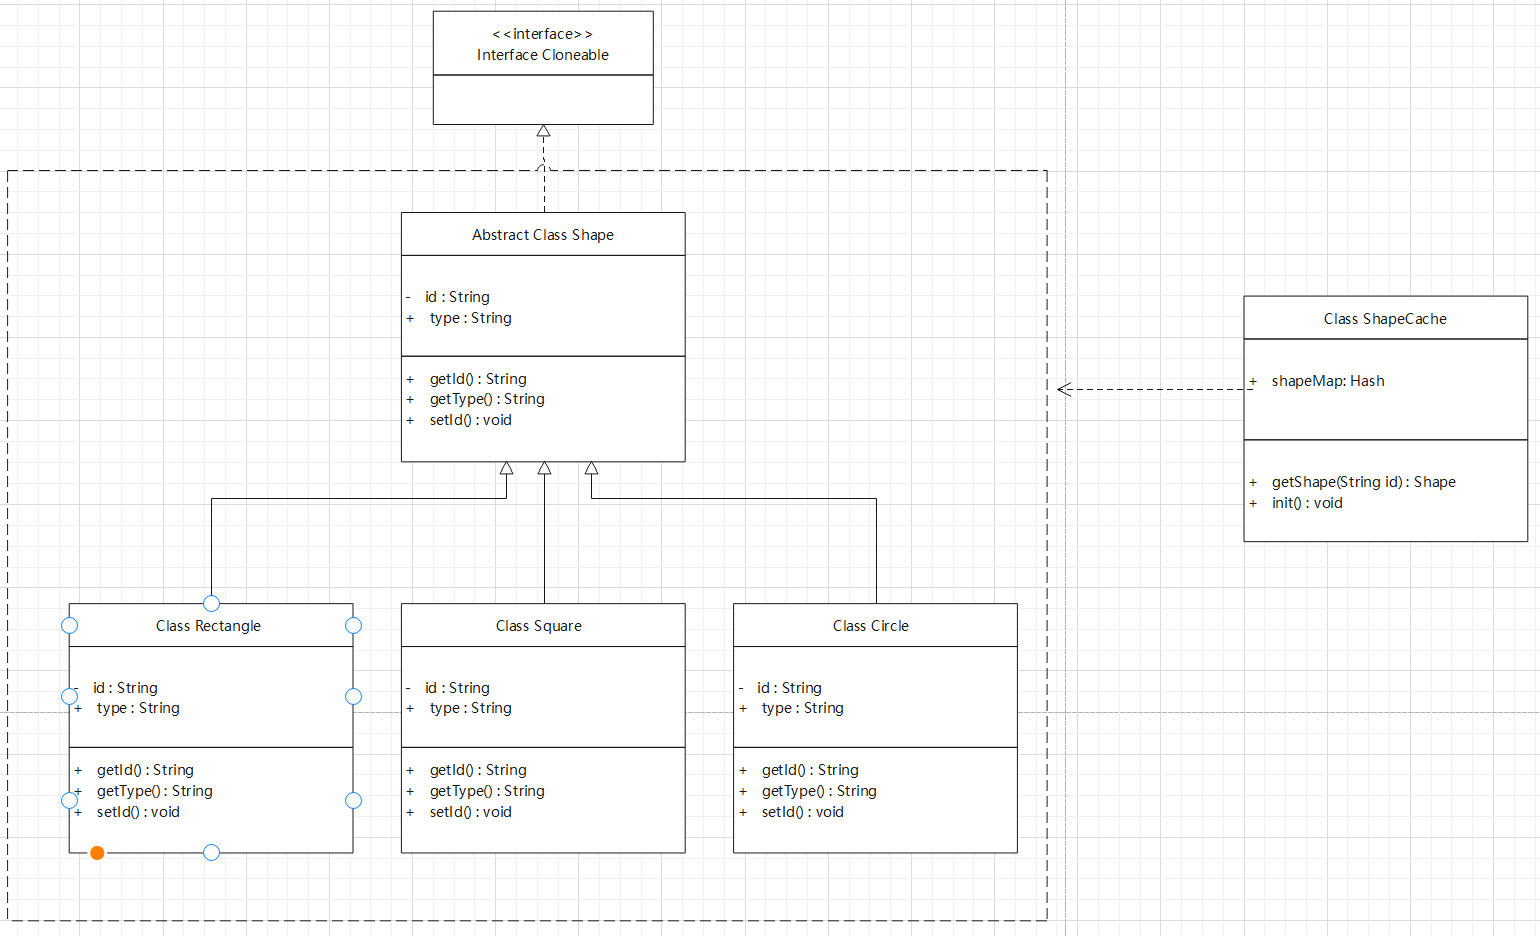 <<interface>>
Interface Cloneable
Abstract Class Shape
- id : String
+ type : String
+ getId() : String
+ getType() : String
+ setId() : void
Class ShapeCache
+ shapeMap: Hash
+ getShape(String id) : Shape
+ init() : void
Class Rectangle
- id : String
+ type : String
+ getId() : String
+ getType() : String
+ setId() : void
Class Square
- id : String
+ type : String
+ getId() : String
+ getType() : String
+ setId() : void
Class Circle
- id : String
+ type : String
+ getId() : String
+ getType() : String
+ setId() : void